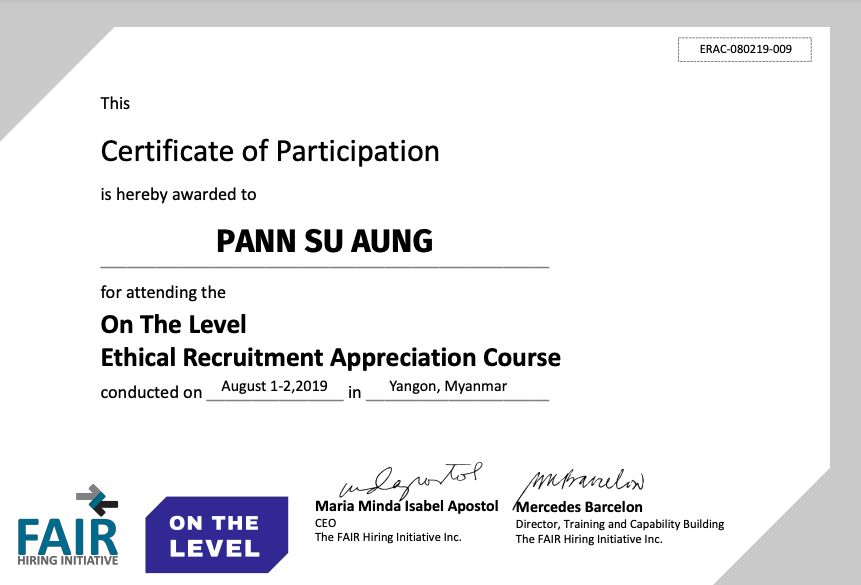 ERAC-080219-009
This
Certificate of Participation
is hereby awarded to
PANN SU AUNG
for attending the
On The Level
Ethical Recruitment Appreciation Course
conducted on August 1-2,2019 in Yangon, Myanmar
Maria Minda Isabel Apostol
CEO
The FAIR Hiring Initiative Inc.
Mercedes Barcelon
Director, Training and Capability Building
The FAIR Hiring Initiative Inc.
FAIR
HIRING INITIATIVE
ON THE
LEVEL